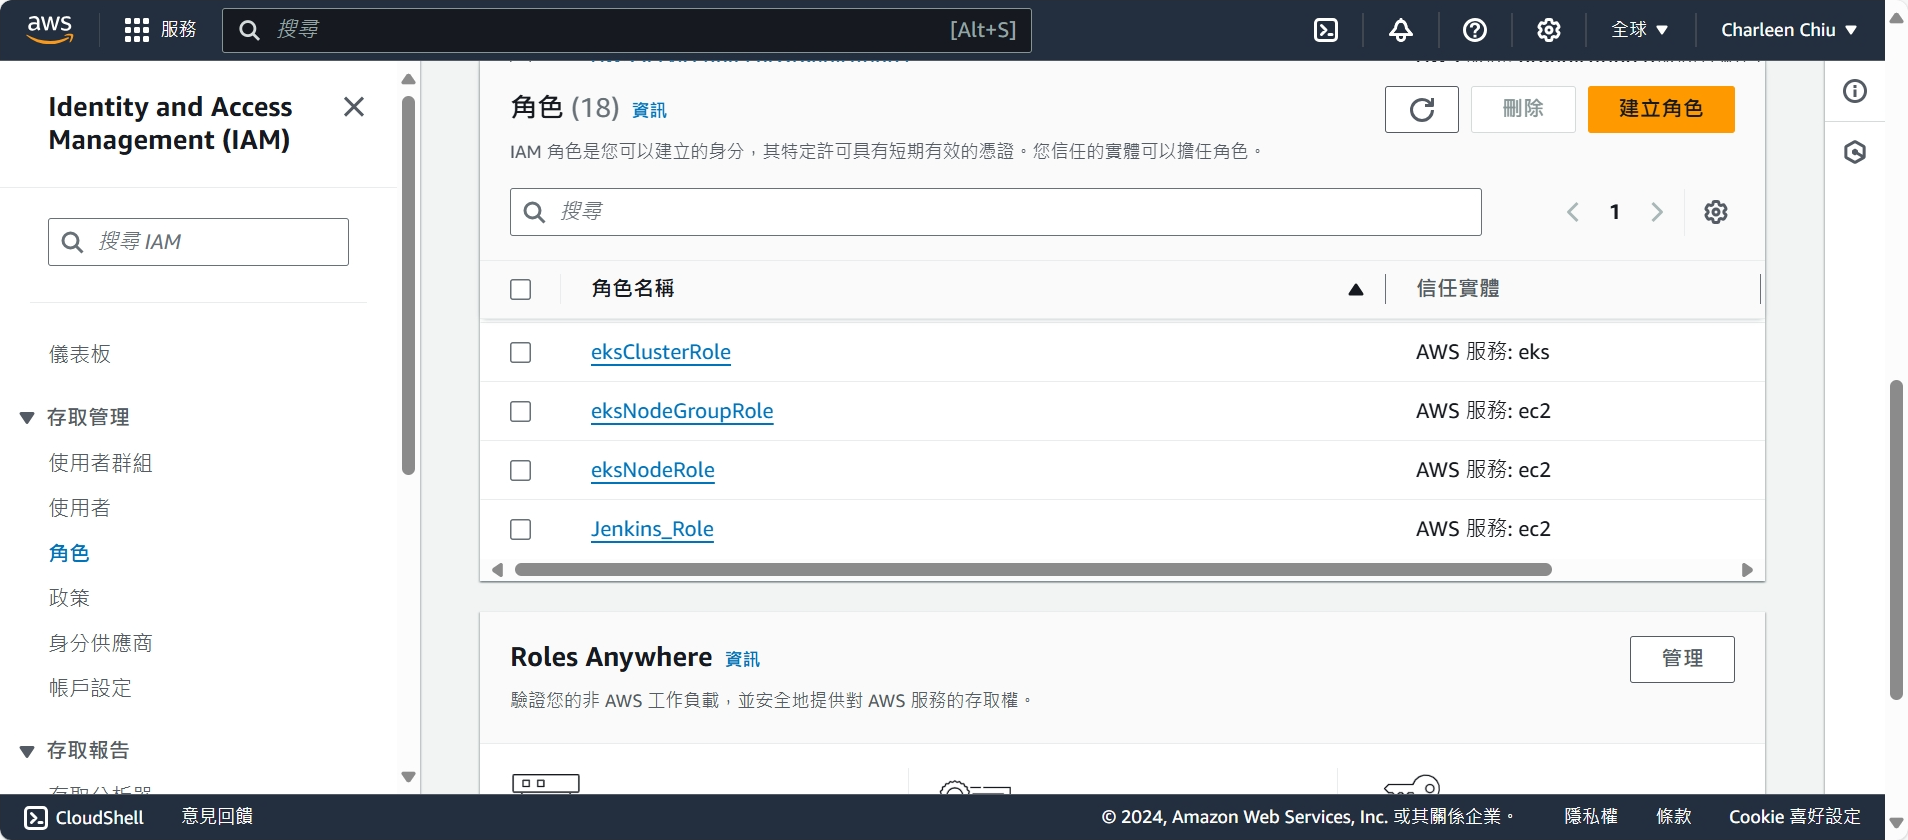 aws
服務
搜尋
[Alt+S]
全球
Charleen Chiu
Identity and Access
Management (IAM)
搜尋 IAM
儀表板
存取管理
使用者群組
使用者
角色
政策
身分供應商
帳戶設定
存取報告
存取分析器
角色 (18) 資訊
刪除
建立角色
IAM 角色是您可以建立的身分，其特定許可具有短期有效的憑證。您信任的實體可以擔任角色。
搜尋
1
角色名稱
信任實體
eksClusterRole
AWS 服務: eks
eksNodeGroupRole
AWS 服務: ec2
eksNodeRole
AWS 服務: ec2
Jenkins_Role
AWS 服務: ec2
Roles Anywhere 資訊
管理
驗證您的非 AWS 工作負載，並安全地提供對 AWS 服務的存取權。
CloudShell
意見回饋
© 2024, Amazon Web Services, Inc. 或其關係企業。
隱私權
條款
Cookie 喜好設定